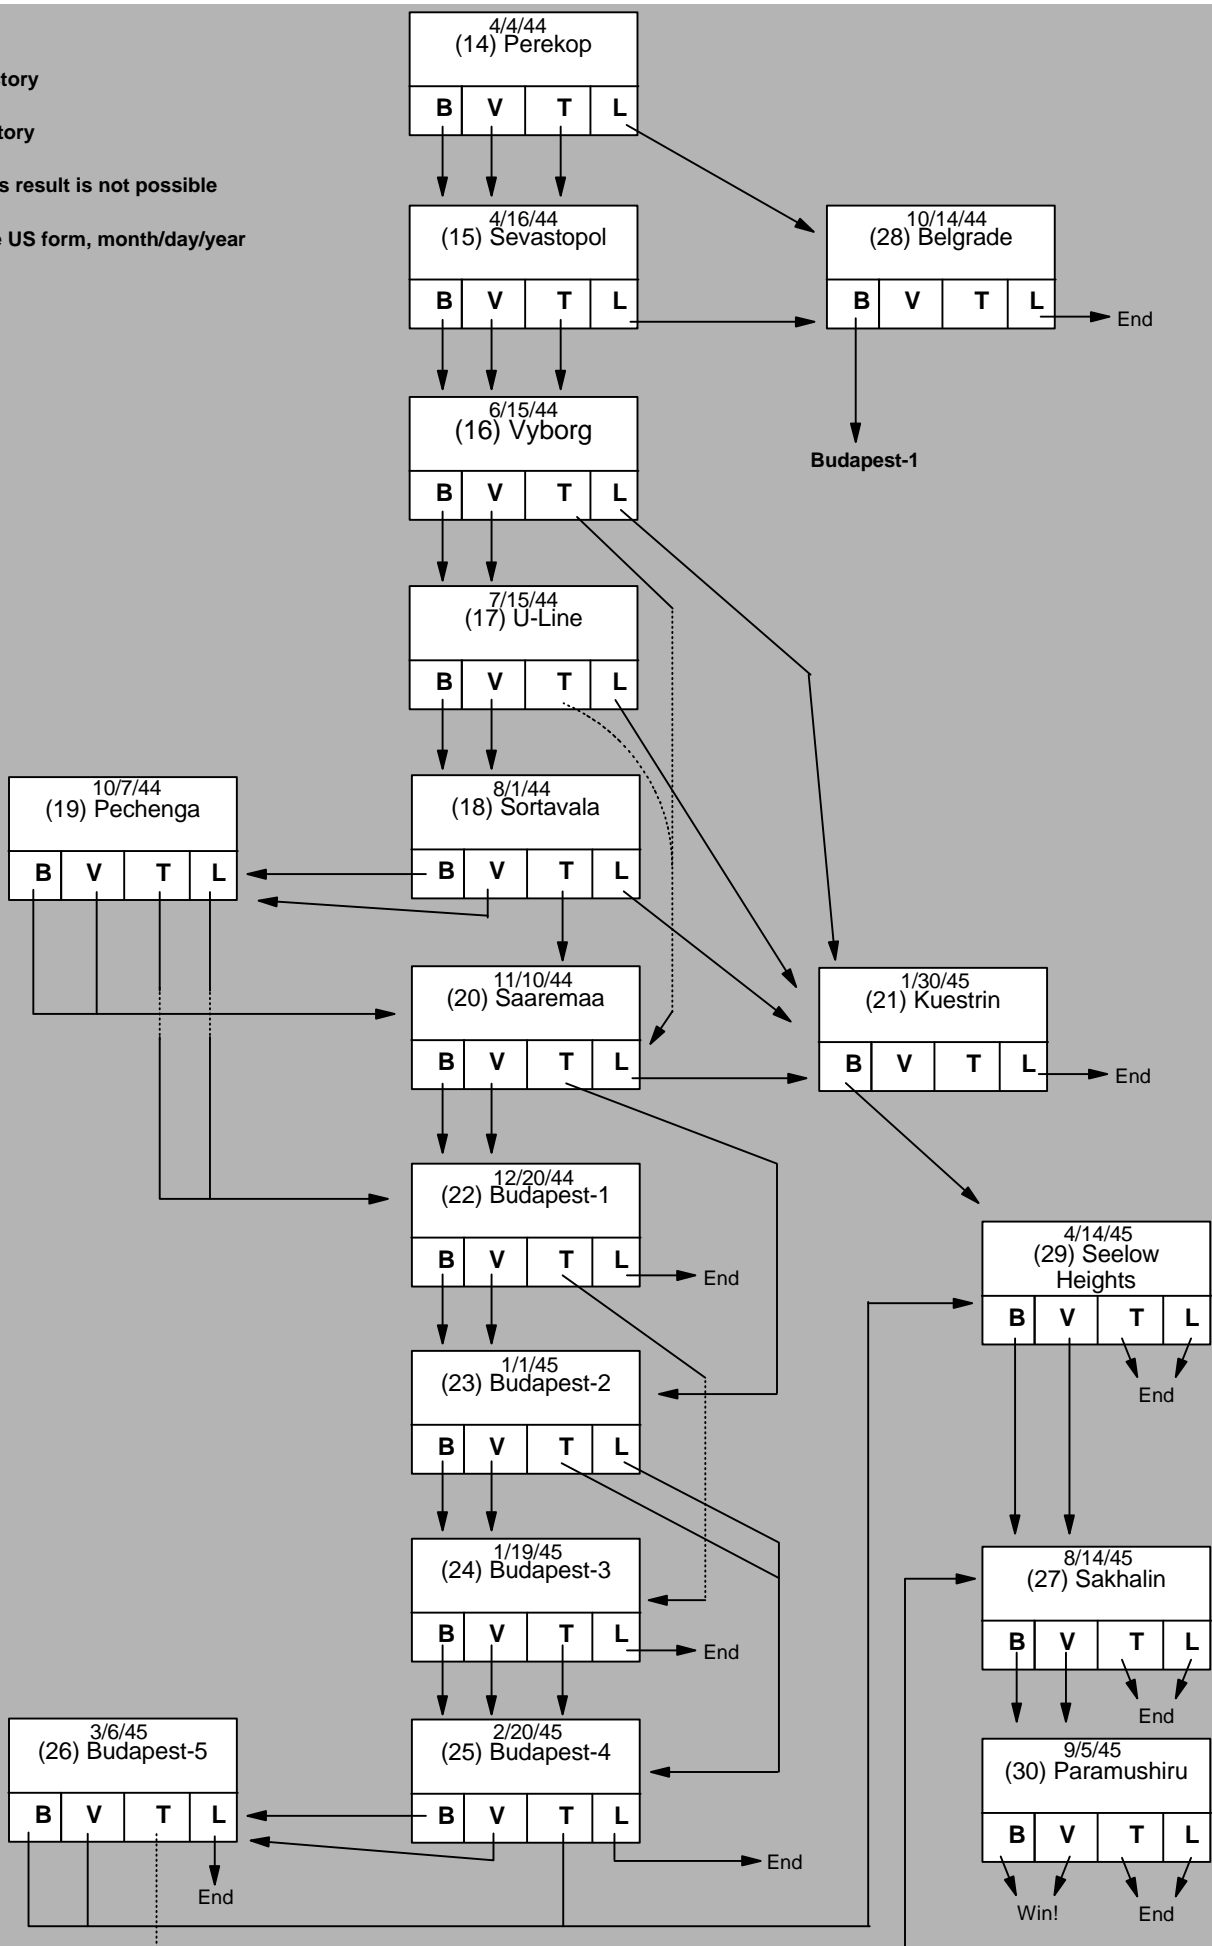 4/4/44
(14) Perekop
B V T L
tory
tory
s result is not possible
e US form, month/day/year
4/16/44
(15) Sevastopol
B V T L
10/14/44
(28) Belgrade
B V T L
End
Budapest-1
6/15/44
(16) Vyborg
B V T L
7/15/44
(17) U-Line
B V T L
10/7/44
(19) Pechenga
B V T L
8/1/44
(18) Sortavala
B V T L
11/10/44
(20) Saaremaa
B V T L
1/30/45
(21) Kuestrin
B V T L
End
12/20/44
(22) Budapest-1
B V T L
End
4/14/45
(29) Seelow
Heights
B V T L
End
1/1/45
(23) Budapest-2
B V T L
1/19/45
(24) Budapest-3
B V T L
End
8/14/45
(27) Sakhalin
B V T L
End
3/6/45
(26) Budapest-5
B V T L
End
2/20/45
(25) Budapest-4
B V T L
End
9/5/45
(30) Paramushiru
B V T L
Win!
End